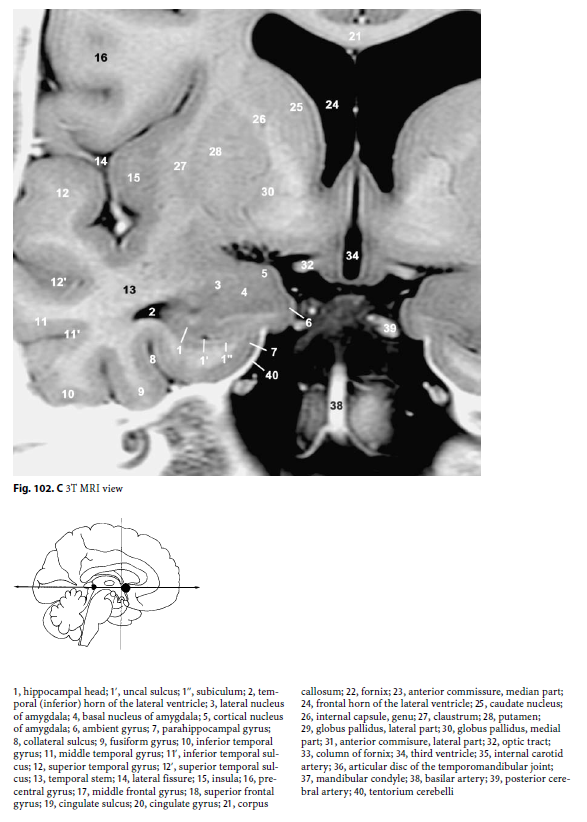 21
16
25
24
26
14
28
27
15
12
30
34
32
5
12'
3
13
4
2
6
11
39
11'
1
1'
1"
7
8
40
10
9
38
Fig. 102. C 3T MRI view
1, hippocampal head; 1′, uncal sulcus; 1″, subiculum; 2, tem-
poral (inferior) horn of the lateral ventricle; 3, lateral nucleus
of amygdala; 4, basal nucleus of amygdala; 5, cortical nucleus
of amygdala; 6, ambient gyrus; 7, parahippocampal gyrus;
8, collateral sulcus; 9, fusiform gyrus; 10, inferior temporal
gyrus; 11, middle temporal gyrus; 11′, inferior temporal sul-
cus; 12, superior temporal gyrus; 12′, superior temporal sul-
cus; 13, temporal stem; 14, lateral fissure; 15, insula; 16, pre-
central gyrus; 17, middle frontal gyrus; 18, superior frontal
gyrus; 19, cingulate sulcus; 20, cingulate gyrus; 21, corpus
callosum; 22, fornix; 23, anterior commissure, median part;
24, frontal horn of the lateral ventricle; 25, caudate nucleus;
26, internal capsule, genu; 27, claustrum; 28, putamen;
29, globus pallidus, lateral part; 30, globus pallidus, medial
part; 31, anterior commisure, lateral part; 32, optic tract;
33, column of fornix; 34, third ventricle; 35, internal carotid
artery; 36, articular disc of the temporomandibular joint;
37, mandibular condyle; 38, basilar artery; 39, posterior cere-
bral artery; 40, tentorium cerebelli